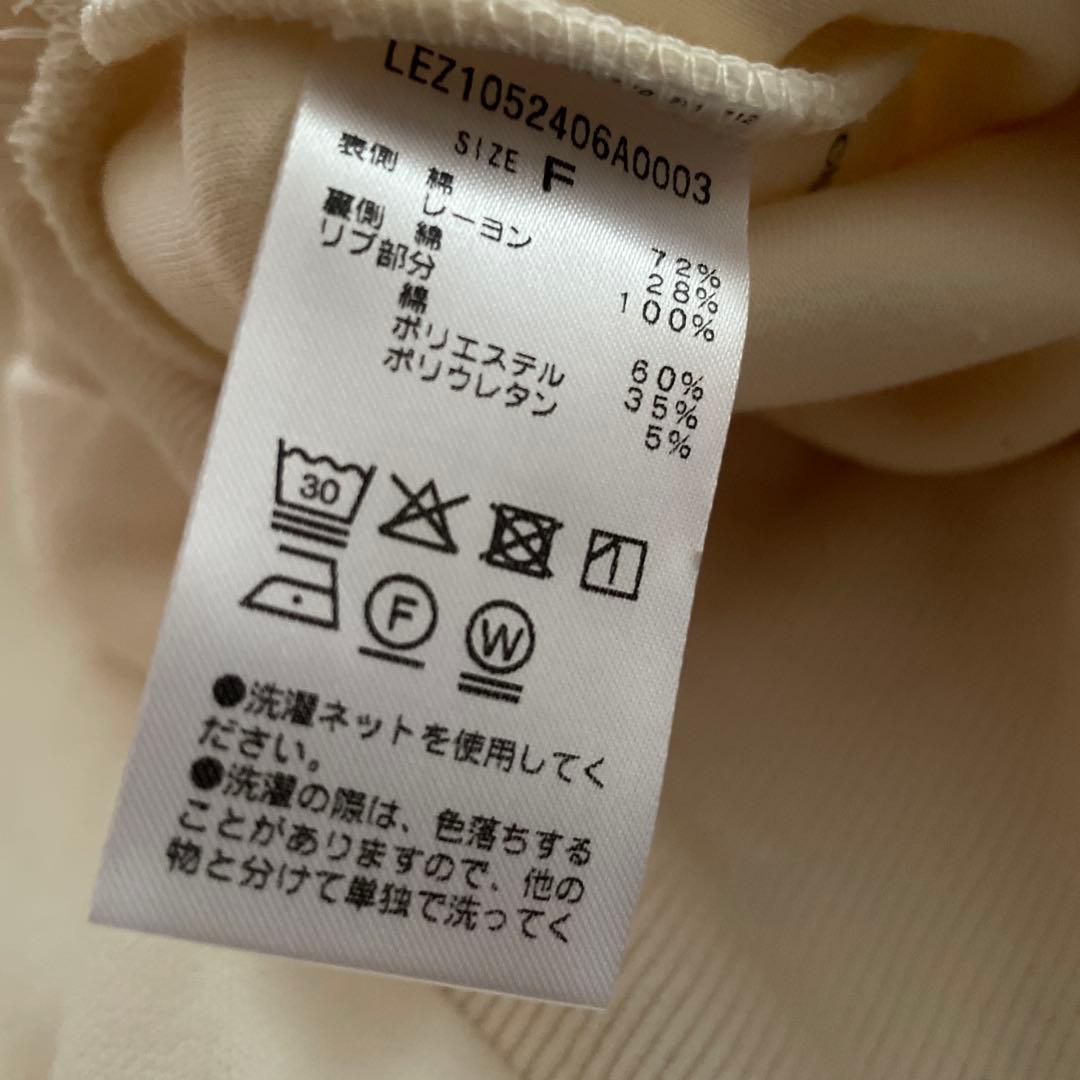 LEZ1052406A0003
SIZE F
表側 綿 72%
レーヨン 28%
裏側 綿 100%
リブ部分
綿 60%
ポリエステル 35%
ポリウレタン 5%
30
F W
●洗濯ネットを使用してく
ださい。
●洗濯の際は、色落ちする
ことがありますので、他の
物と分けて単独で洗ってく